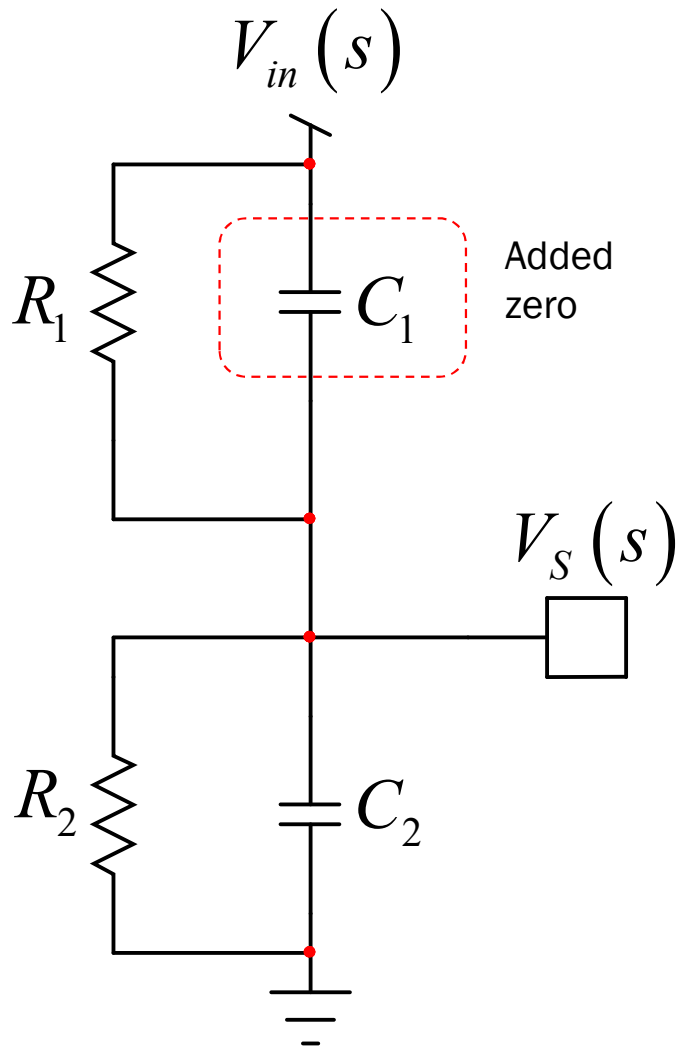 V_in (s)
Added
zero
R_1
C_1
V_S (s)
R_2
C_2